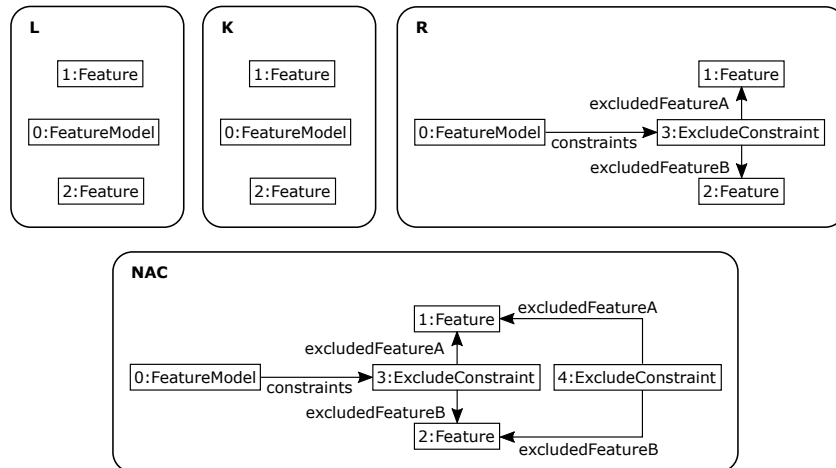 L
1:Feature
0:FeatureModel
2:Feature
K
1:Feature
0:FeatureModel
2:Feature
R
1:Feature
excludedFeatureA
0:FeatureModel
constraints
3:ExcludeConstraint
excludedFeatureB
2:Feature
NAC
1:Feature
excludedFeatureA
excludedFeatureA
0:FeatureModel
constraints
3:ExcludeConstraint
4:ExcludeConstraint
excludedFeatureB
2:Feature
excludedFeatureB